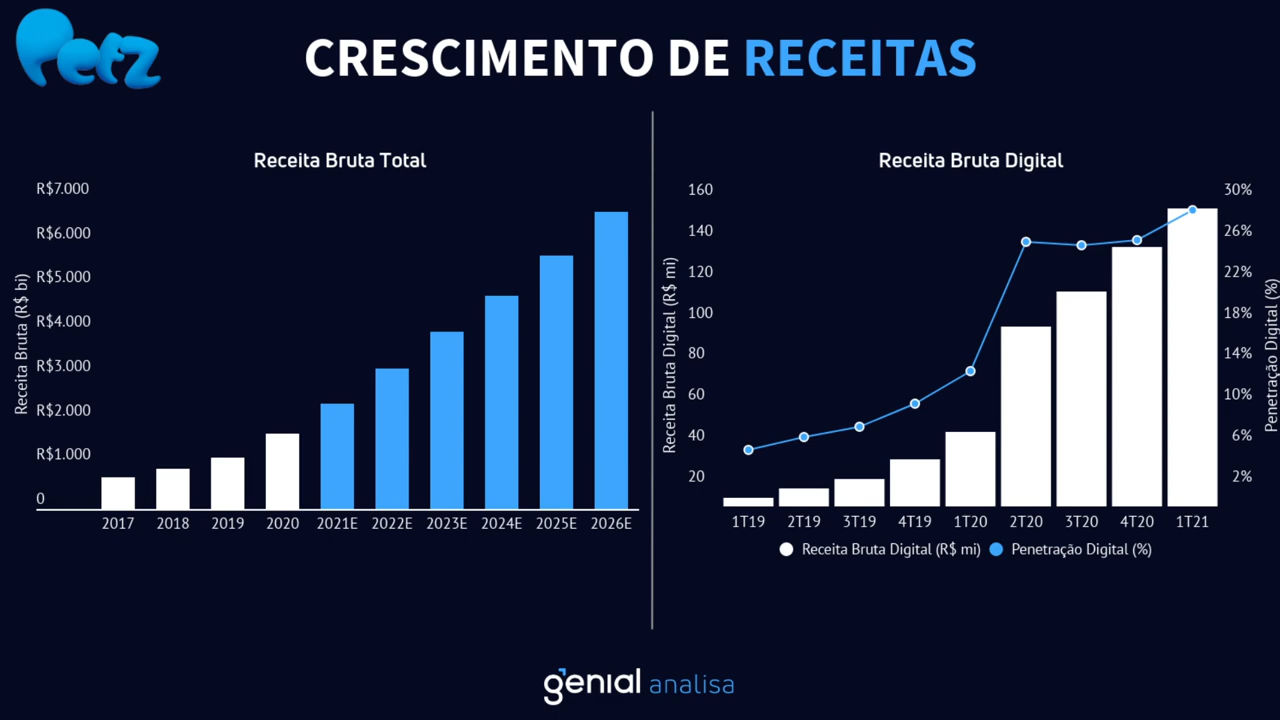 Petz
CRESCIMENTO DE RECEITAS
Receita Bruta Total
Receita Bruta (R$ bi)
R$7.000
R$6.000
R$5.000
R$4.000
R$3.000
R$2.000
R$1.000
0
2017 2018 2019 2020 2021E 2022E 2023E 2024E 2025E 2026E
Receita Bruta Digital
Receita Bruta Digital (R$ mi)
160
140
120
100
80
60
40
20
30%
26%
22%
18%
14%
10%
6%
2%
Penetração Digital (%)
1T19 2T19 3T19 4T19 1T20 2T20 3T20 4T20 1T21
Receita Bruta Digital (R$ mi) Penetração Digital (%)
genial analisa